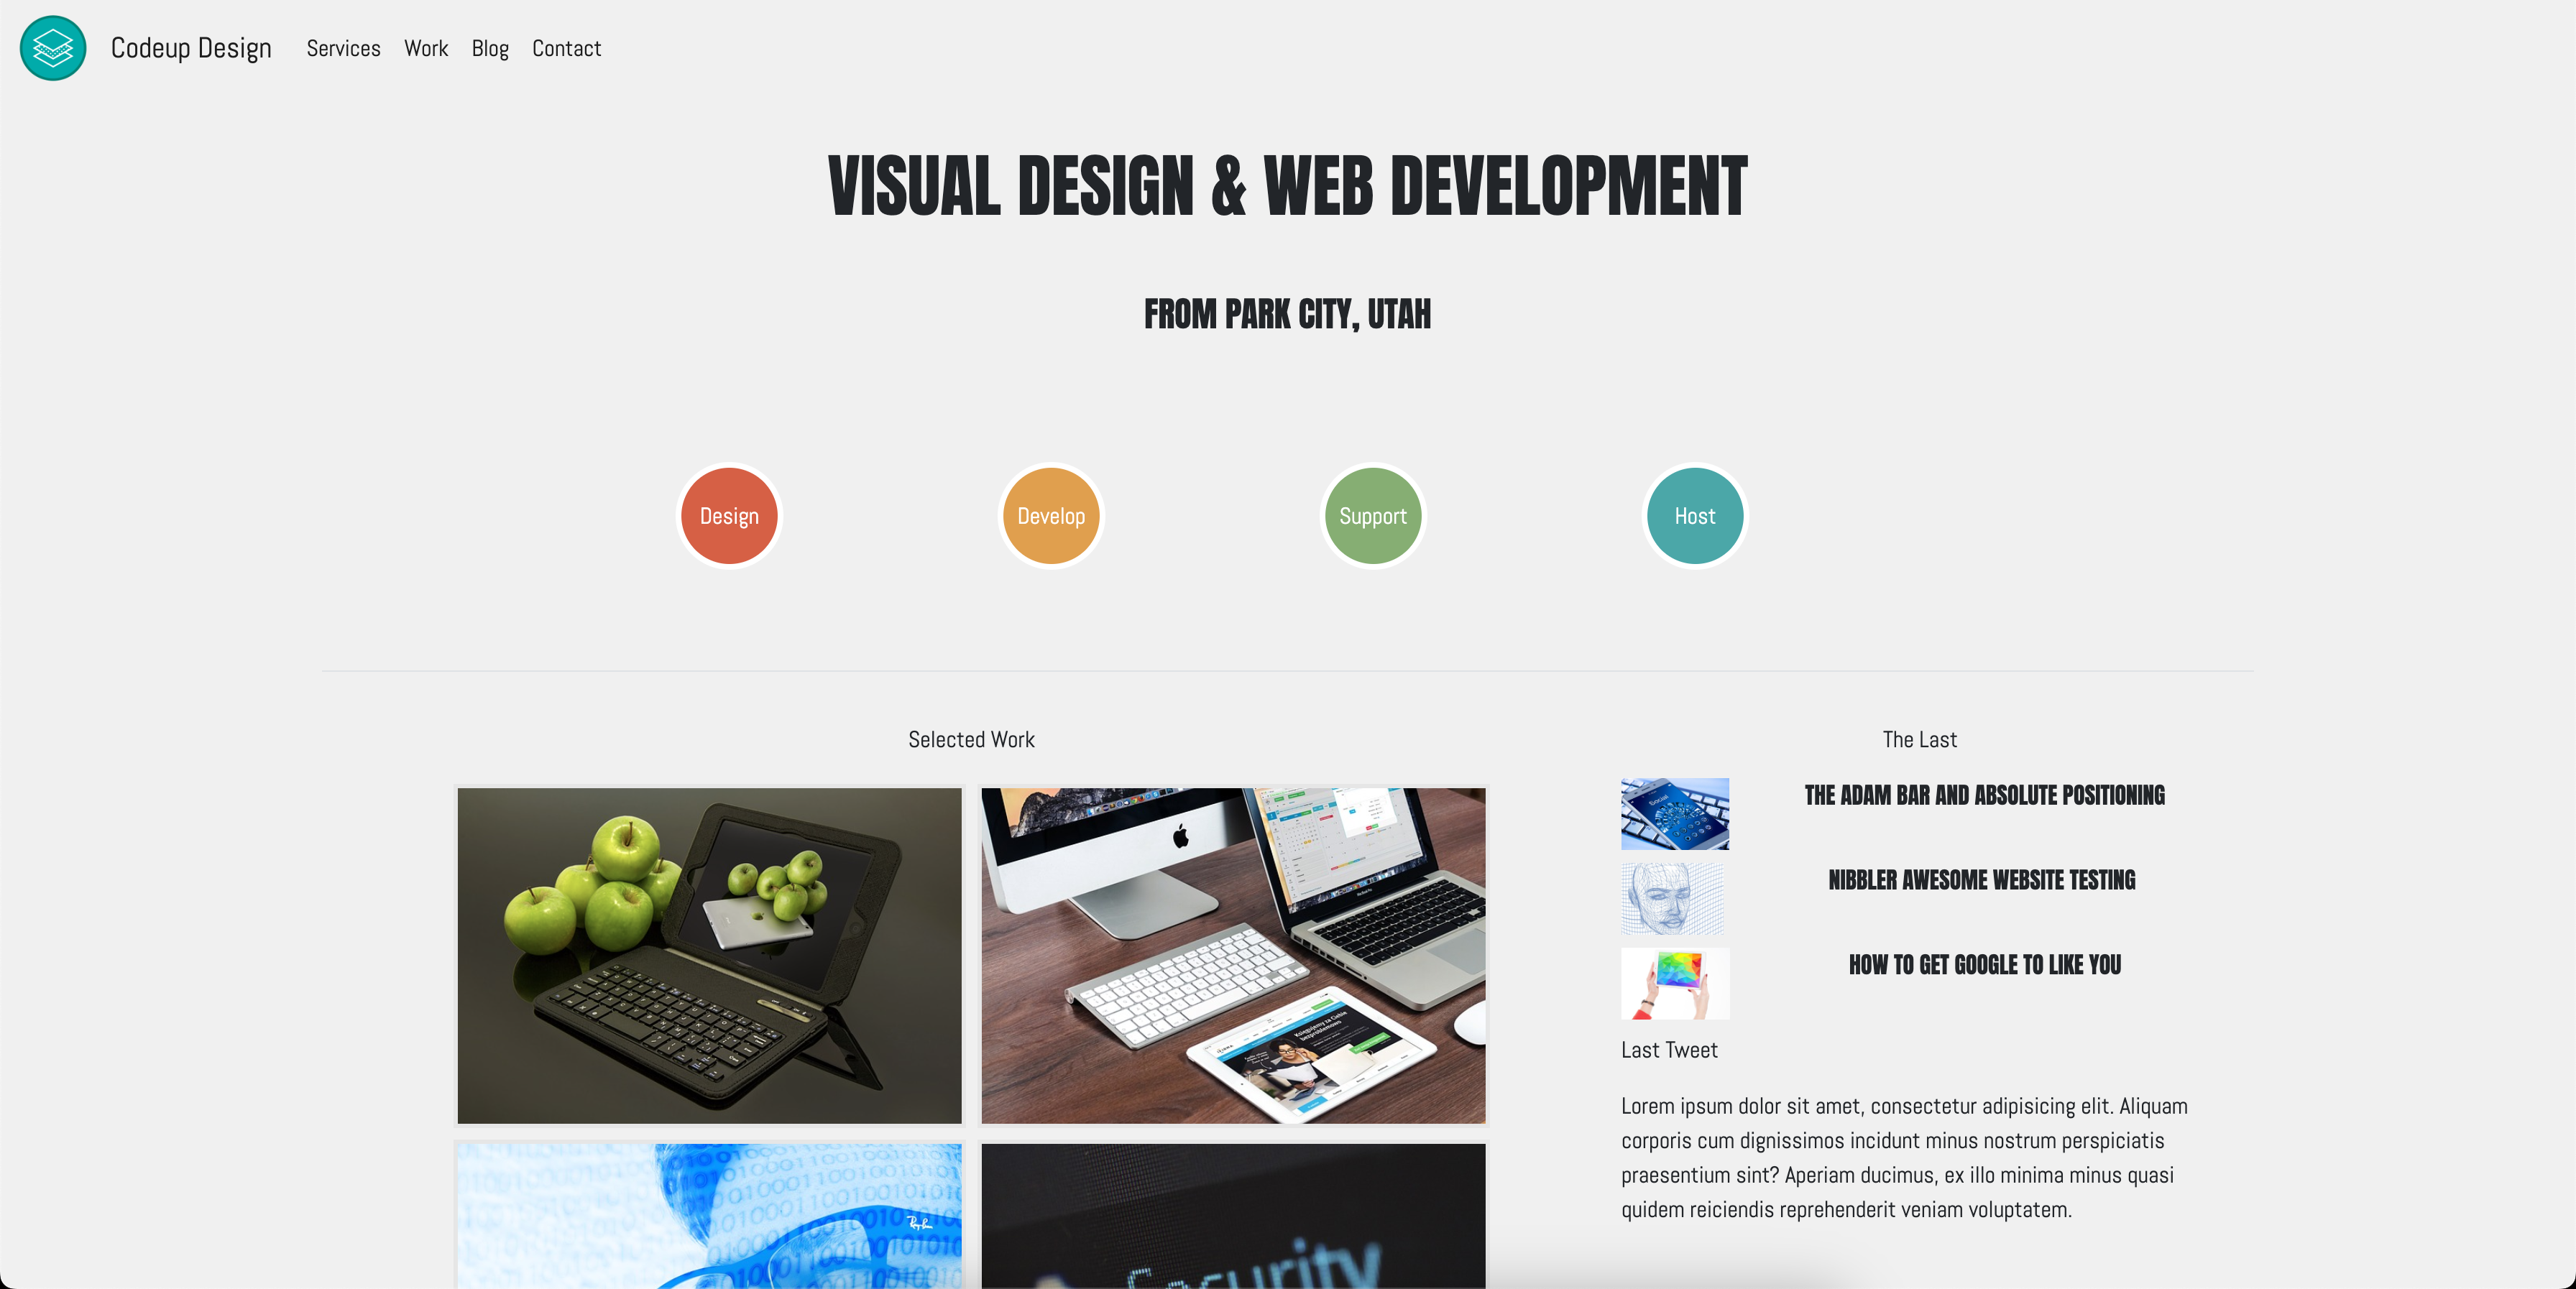 Codeup Design
Services
Work
Blog
Contact
VISUAL DESIGN & WEB DEVELOPMENT
FROM PARK CITY, UTAH
Design
Develop
Support
Host
Selected Work
Ray-Ban
Security
The Last
THE ADAM BAR AND ABSOLUTE POSITIONING
NIBBLER AWESOME WEBSITE TESTING
HOW TO GET GOOGLE TO LIKE YOU
Last Tweet
Lorem ipsum dolor sit amet, consectetur adipisicing elit. Aliquam
corporis cum dignissimos incidunt minus nostrum perspiciatis
praesentium sint? Aperiam ducimus, ex illo minima minus quasi
quidem reiciendis reprehenderit veniam voluptatem.